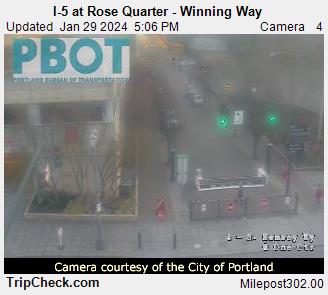 I-5 at Rose Quarter - Winning Way
Updated Jan 29 2024 5:06 PM Camera 4
PBOT
PORTLAND BUREAU OF TRANSPORTATION
Camera courtesy of the City of Portland
TripCheck.com Milepost302.00